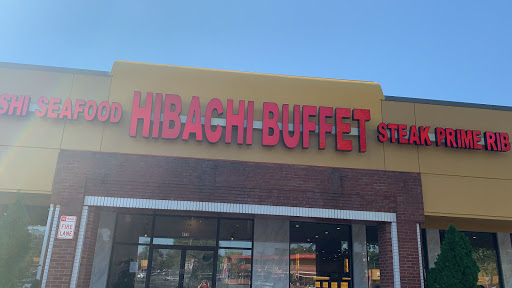 SHI SEAFOOD HIBACHI BUFFET STEAK PRIME RIB
FIRE
LANE